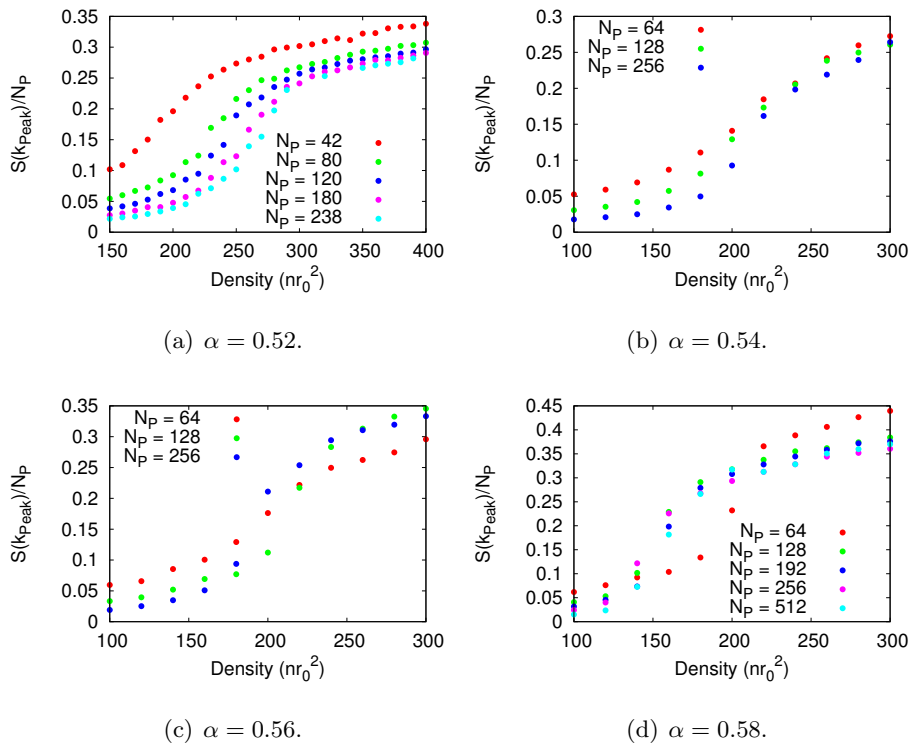 S(k_Peak)/N_P
0.35
0.3
0.25
0.2
0.15
0.1
0.05
0
N_P = 42
N_P = 80
N_P = 120
N_P = 180
N_P = 238
150 200 250 300 350 400
Density (nr_0^2)
(a) α = 0.52.
S(k_Peak)/N_P
0.3
0.25
0.2
0.15
0.1
0.05
0
N_P = 64
N_P = 128
N_P = 256
100 150 200 250 300
Density (nr_0^2)
(b) α = 0.54.
S(k_Peak)/N_P
0.35
0.3
0.25
0.2
0.15
0.1
0.05
0
N_P = 64
N_P = 128
N_P = 256
100 150 200 250 300
Density (nr_0^2)
(c) α = 0.56.
S(k_Peak)/N_P
0.45
0.4
0.35
0.3
0.25
0.2
0.15
0.1
0.05
0
N_P = 64
N_P = 128
N_P = 192
N_P = 256
N_P = 512
100 150 200 250 300
Density (nr_0^2)
(d) α = 0.58.